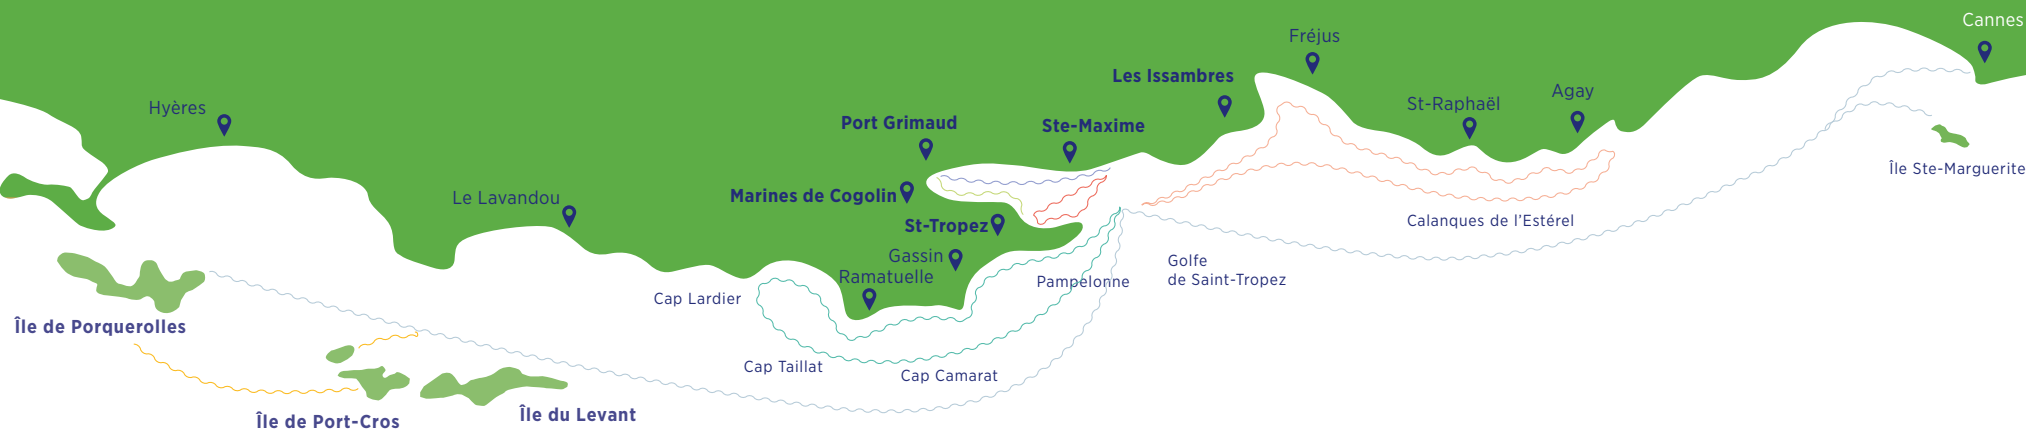 Cannes
Fréjus
Les Issambres
Agay
St-Raphaël
Hyères
Port Grimaud
Ste-Maxime
Île Ste-Marguerite
Marines de Cogolin
Le Lavandou
St-Tropez
Calanques de l’Estérel
Gassin
Golfe
de Saint-Tropez
Ramatuelle
Pampelonne
Cap Lardier
Île de Porquerolles
Cap Taillat
Cap Camarat
Île du Levant
Île de Port-Cros